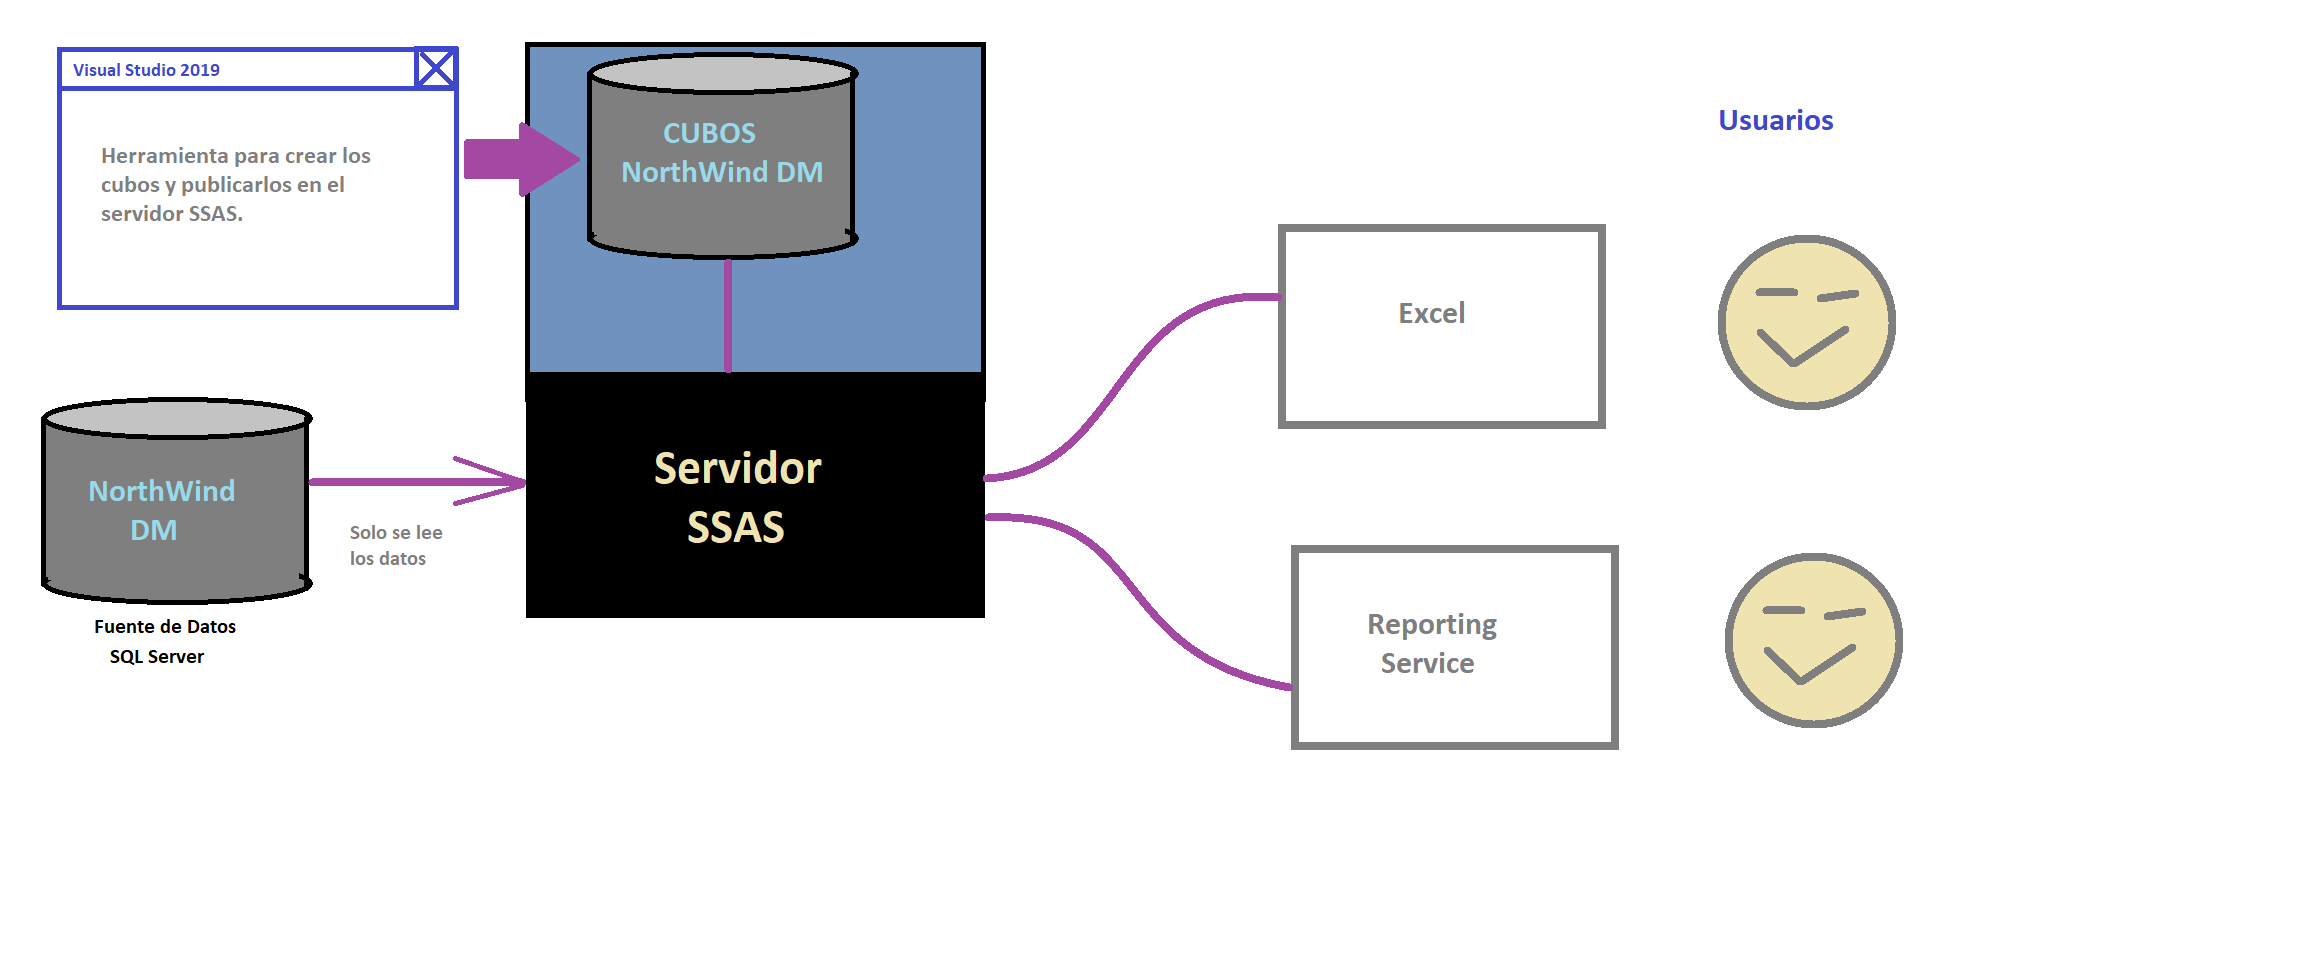 Visual Studio 2019
Herramienta para crear los
cubos y publicarlos en el
servidor SSAS.
CUBOS
NorthWind DM
Usuarios
Excel
NorthWind
DM
Solo se lee
los datos
Servidor
SSAS
Fuente de Datos
SQL Server
Reporting
Service